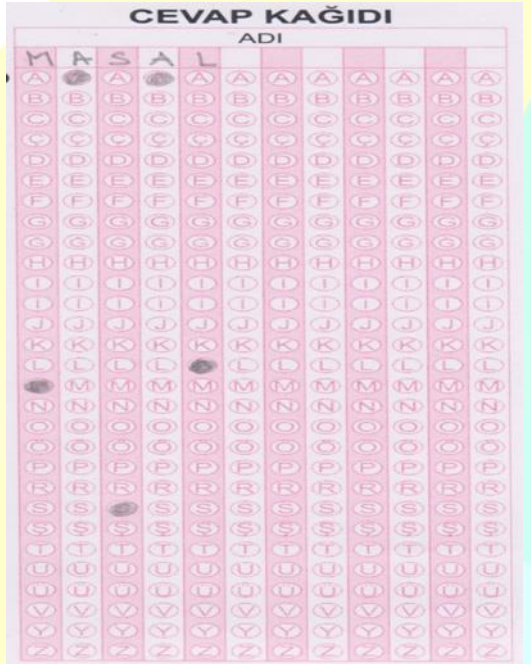 CEVAP KAĞIDI
ADI
M A S A L
A A A A A A A A A A
B B B B B B B B B B B B
C C C C C C C C C C C C
Ç Ç Ç Ç Ç Ç Ç Ç Ç Ç Ç Ç
D D D D D D D D D D D D
E E E E E E E E E E E E
F F F F F F F F F F F F
G G G G G G G G G G G G
Ğ Ğ Ğ Ğ Ğ Ğ Ğ Ğ Ğ Ğ Ğ Ğ
H H H H H H H H H H H H
I I I I I I I I I I I I
İ İ İ İ İ İ İ İ İ İ İ İ
J J J J J J J J J J J J
K K K K K K K K K K K K
L L L L L L L L L L L
M M M M M M M M M M M
N N N N N N N N N N N N
O O O O O O O O O O O O
Ö Ö Ö Ö Ö Ö Ö Ö Ö Ö Ö Ö
P P P P P P P P P P P P
R R R R R R R R R R R R
S S S S S S S S S S S
Ş Ş Ş Ş Ş Ş Ş Ş Ş Ş Ş Ş
T T T T T T T T T T T T
U U U U U U U U U U U U
Ü Ü Ü Ü Ü Ü Ü Ü Ü Ü Ü Ü
V V V V V V V V V V V V
Y Y Y Y Y Y Y Y Y Y Y Y
Z Z Z Z Z Z Z Z Z Z Z Z